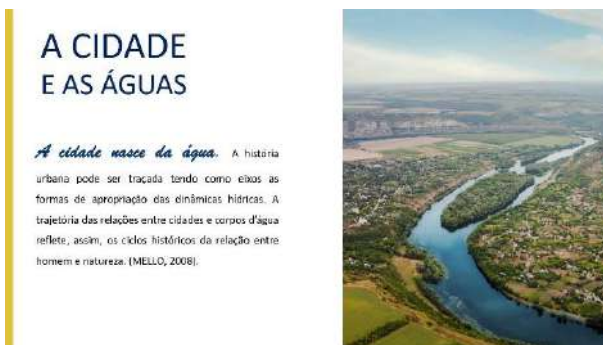 A CIDADE
E AS ÁGUAS
A cidade nasce da água. A história
urbana pode ser traçada tendo como eixos as
formas de apropriação das dinâmicas hídricas. A
trajetória das relações entre cidades e corpos d'água
reflete, assim, os ciclos históricos da relação entre
homem e natureza. (MELLO, 2008).